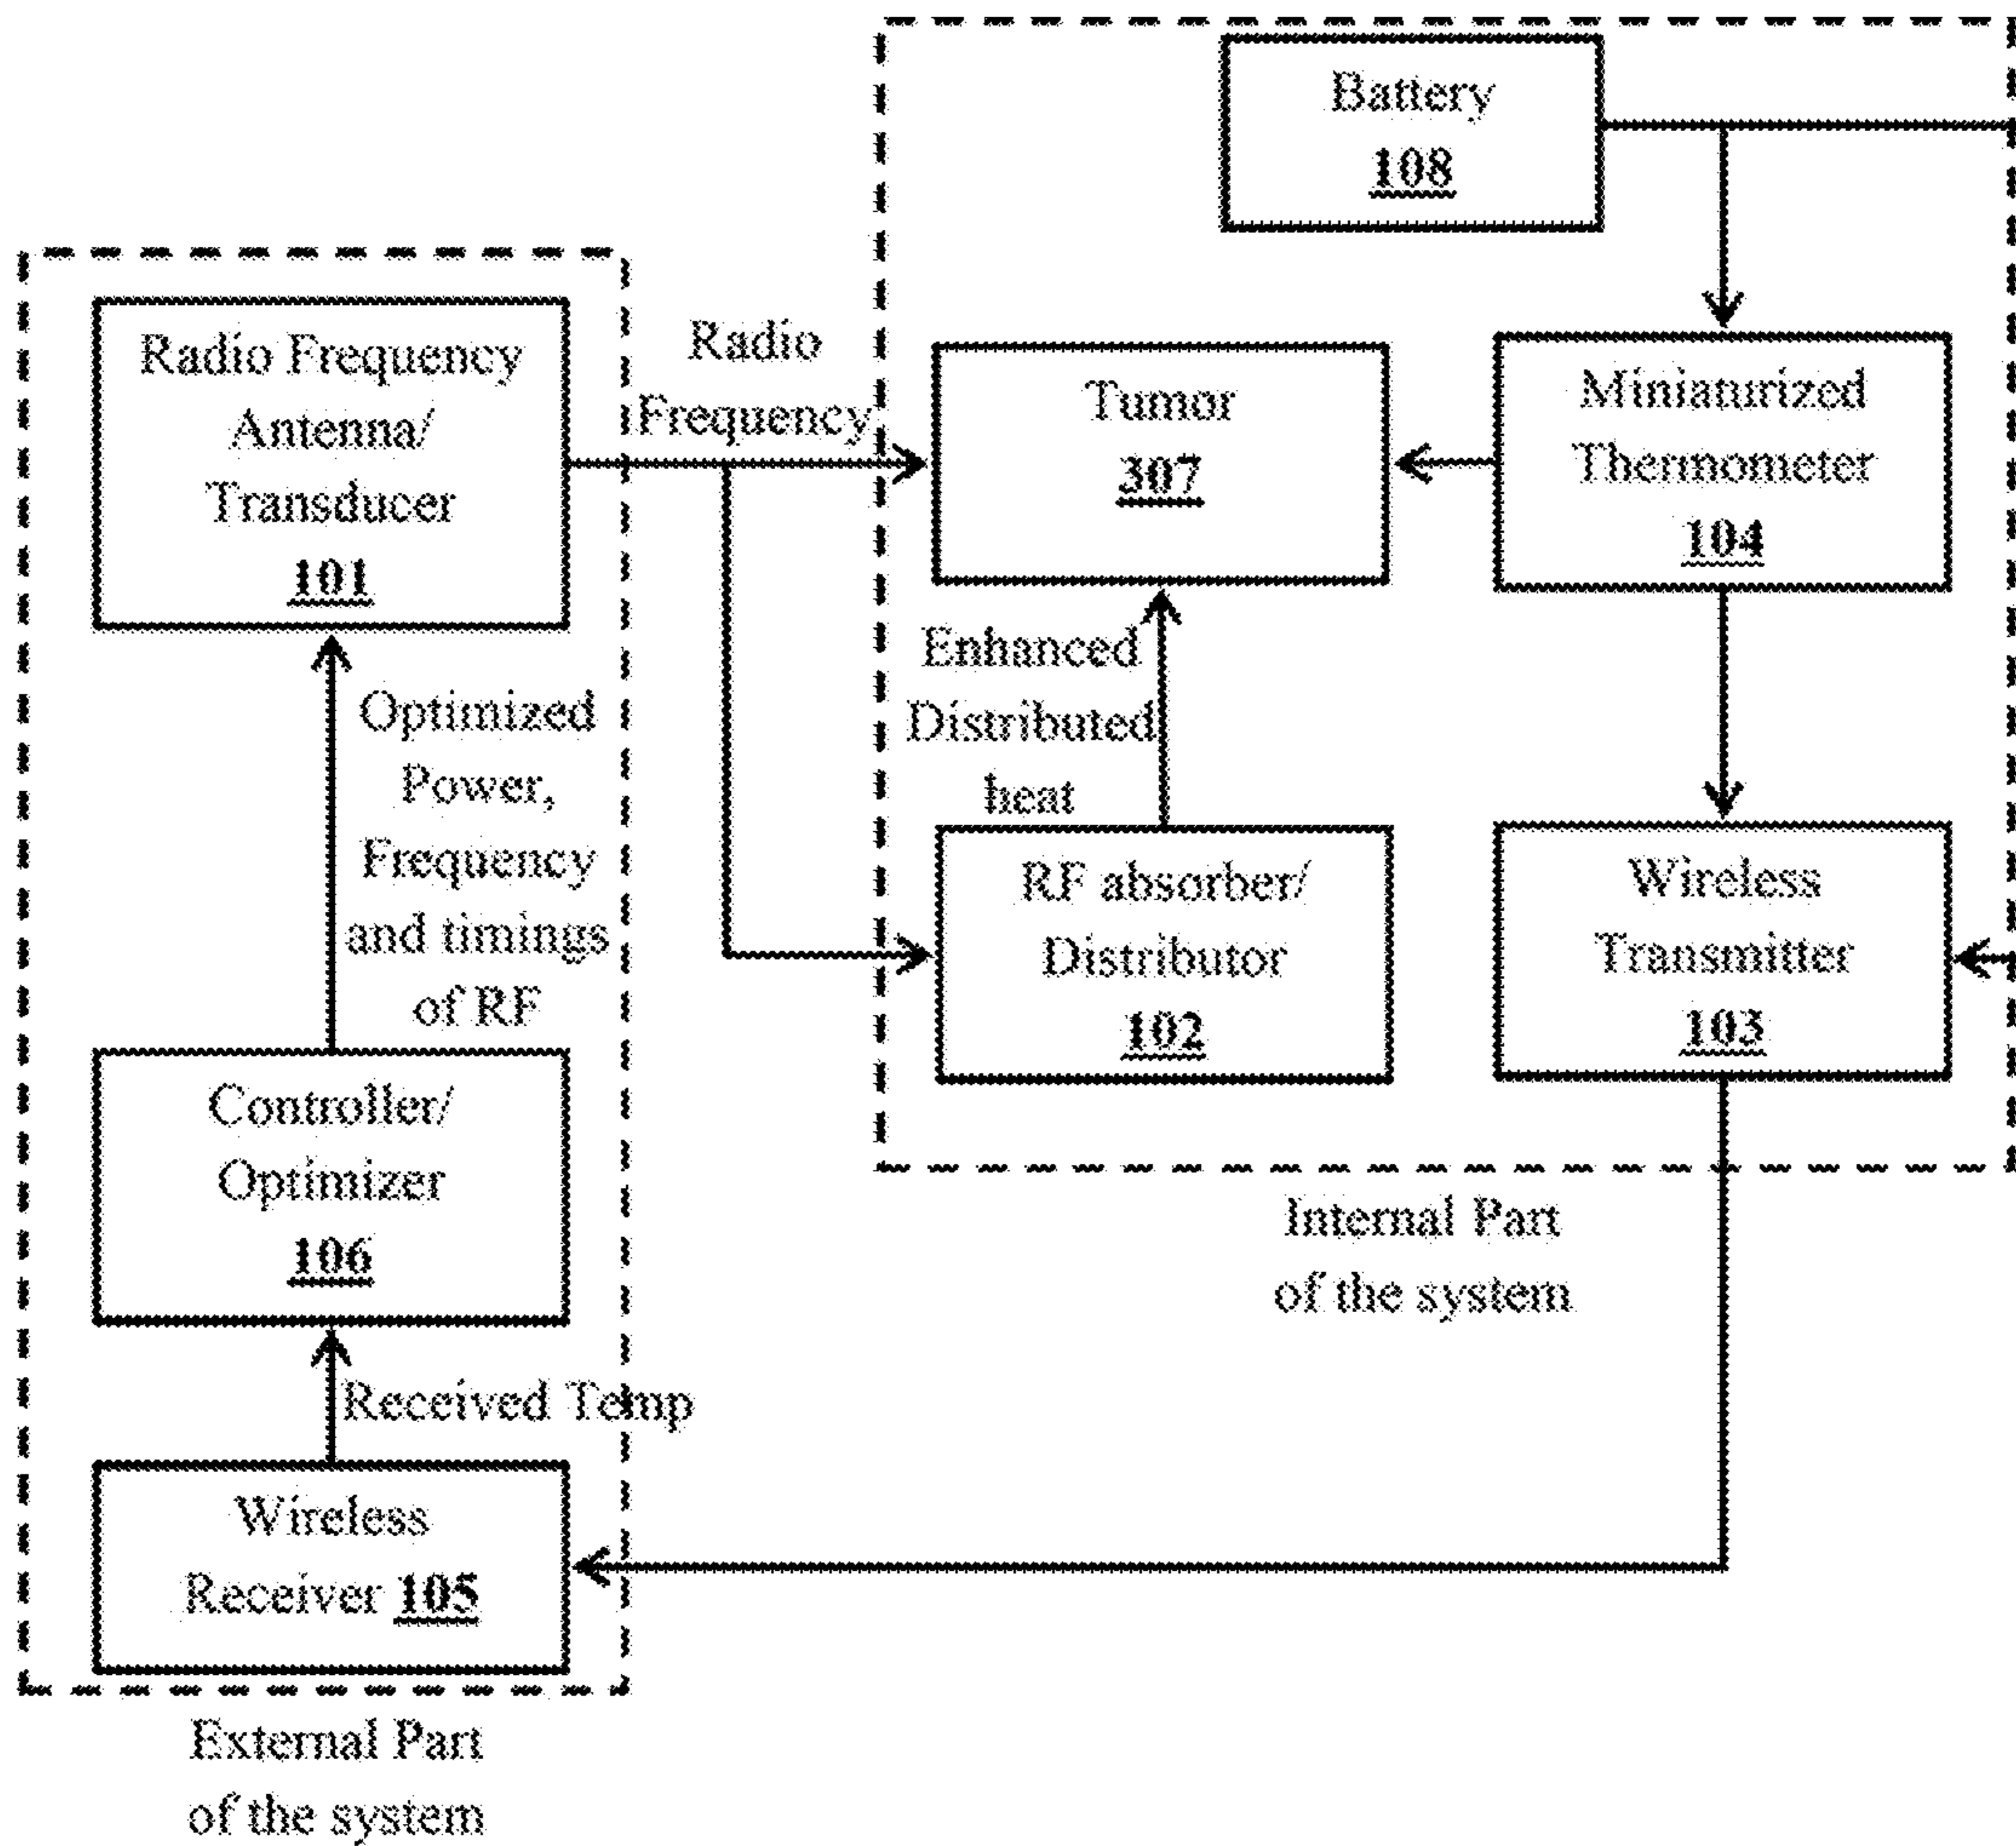 Battery
108
Radio Frequency
Antenna/
Transducer
101
Radio
Frequency
Tumor
307
Miniaturized
Thermometer
104
Optimized
Power,
Frequency
and timings
of RF
Enhanced
Distributed
heat
RF absorber/
Distributor
102
Wireless
Transmitter
103
Controller/
Optimizer
106
Internal Part
of the system
Received Temp
Wireless
Receiver 105
External Part
of the system